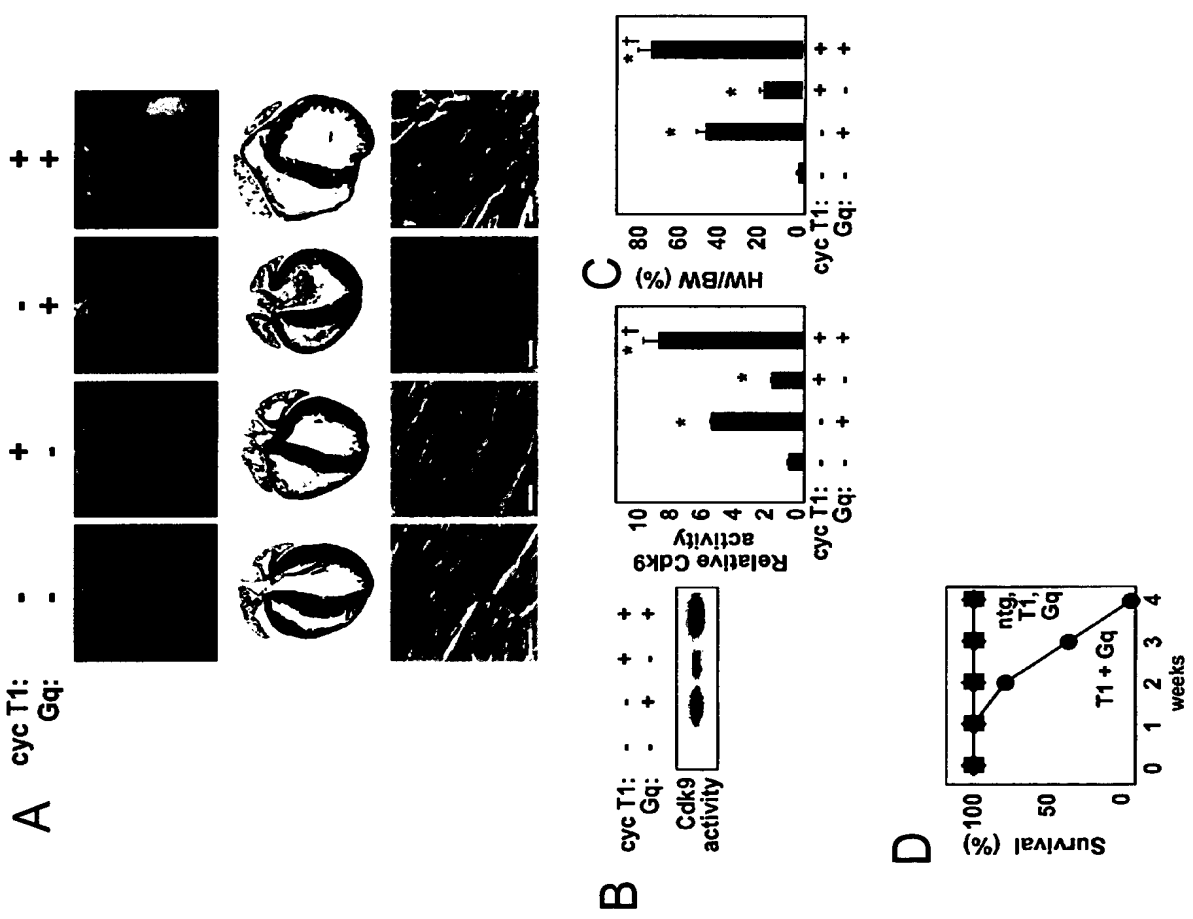 A
cyc T1: - + - +
Gq: - - + +
B
cyc T1: - - + +
Gq: - + - +
Cdk9
activity
Relative Cdk9
activity
10
8
6
4
2
0
* * * †
cyc T1: - - + +
Gq: - + - +
C
HW/BW (%)
80
60
40
20
0
* * * †
cyc T1: - - + +
Gq: - + - +
D
Survival (%)
100
50
0
ntg,
T1,
Gq
T1 + Gq
0 1 2 3 4
weeks